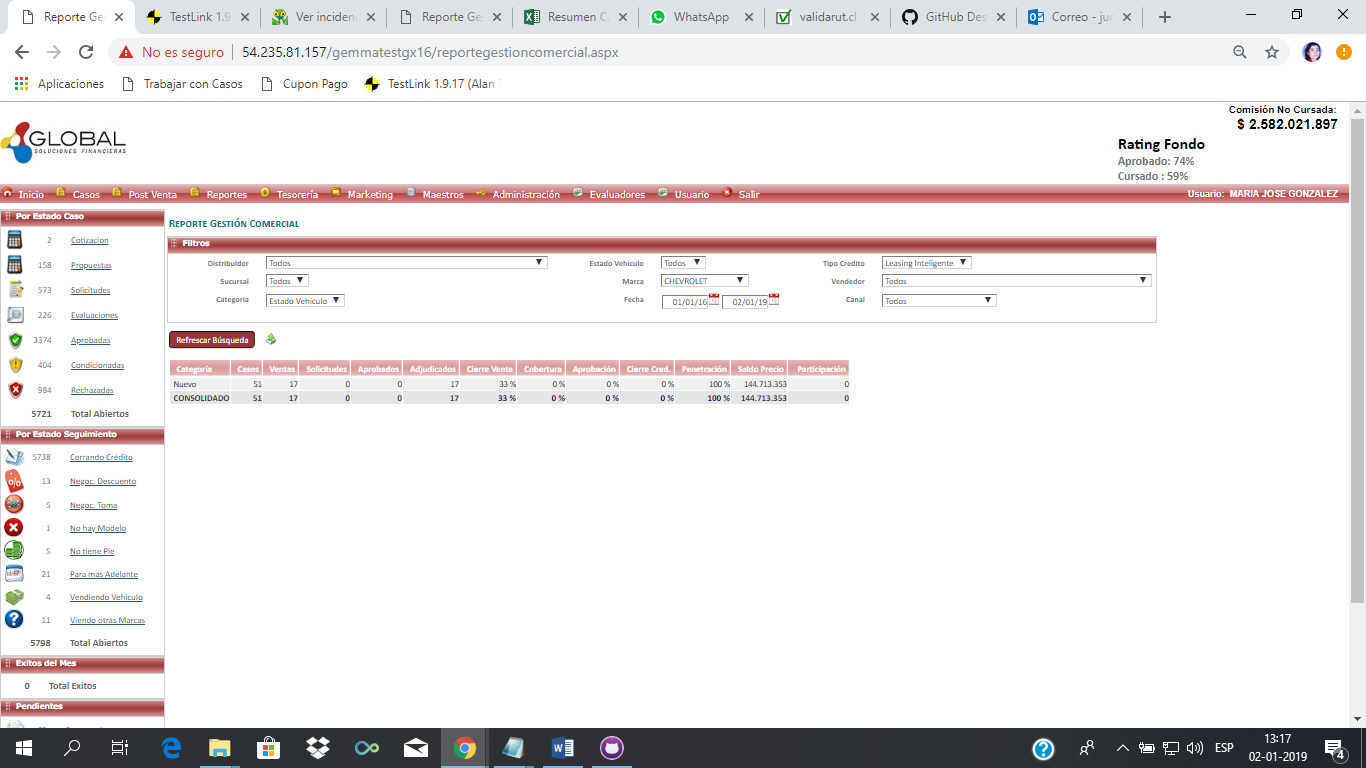 Reporte Ges
TestLink 1.9
Ver inciden
Reporte Ges
Resumen C
WhatsApp
validarut.cl
GitHub Des
Correo - juc
No es seguro
54.235.81.157/gemmatestgx16/reportegestioncomercial.aspx
Aplicaciones
Trabajar con Casos
Cupon Pago
TestLink 1.9.17 (Alan
Comisión No Cursada:
$ 2.582.021.897
GLOBAL
SOLUCIONES FINANCIERAS
Rating Fondo
Aprobado: 74%
Cursado : 59%
Inicio Casos Post Venta Reportes Tesorería Marketing Maestros Administración Evaluadores Usuario Salir Usuario: MARIA JOSE GONZALEZ
Por Estado Caso
2 Cotizacion
158 Propuestas
573 Solicitudes
226 Evaluaciones
3374 Aprobadas
404 Condicionadas
984 Rechazadas
5721 Total Abiertos
Por Estado Seguimiento
5738 Cerrando Crédito
13 Negoc. Descuento
5 Negoc. Toma
1 No hay Modelo
5 No tiene Pie
21 Para mas Adelante
4 Vendiendo Vehiculo
11 Viendo otras Marcas
5798 Total Abiertos
Exitos del Mes
0 Total Exitos
Pendientes
REPORTE GESTIÓN COMERCIAL
Filtros
Distribuidor Todos Estado Vehículo Todos Tipo Credito Leasing Inteligente
Sucursal Todos Marca CHEVROLET Vendedor Todos
Categoria Estado Vehículo Fecha 01/01/16 02/01/19 Canal Todos
Refrescar Búsqueda
Categoría Casos Ventas Solicitudes Aprobados Adjudicados Cierre Venta Cobertura Aprobación Cierre Cred. Penetración Saldo Precio Participación
Nuevo 51 17 0 0 17 33 % 0 % 0 % 0 % 100 % 144.713.353 0
CONSOLIDADO 51 17 0 0 17 33 % 0 % 0 % 0 % 100 % 144.713.353 0
ESP
13:17
02-01-2019
4